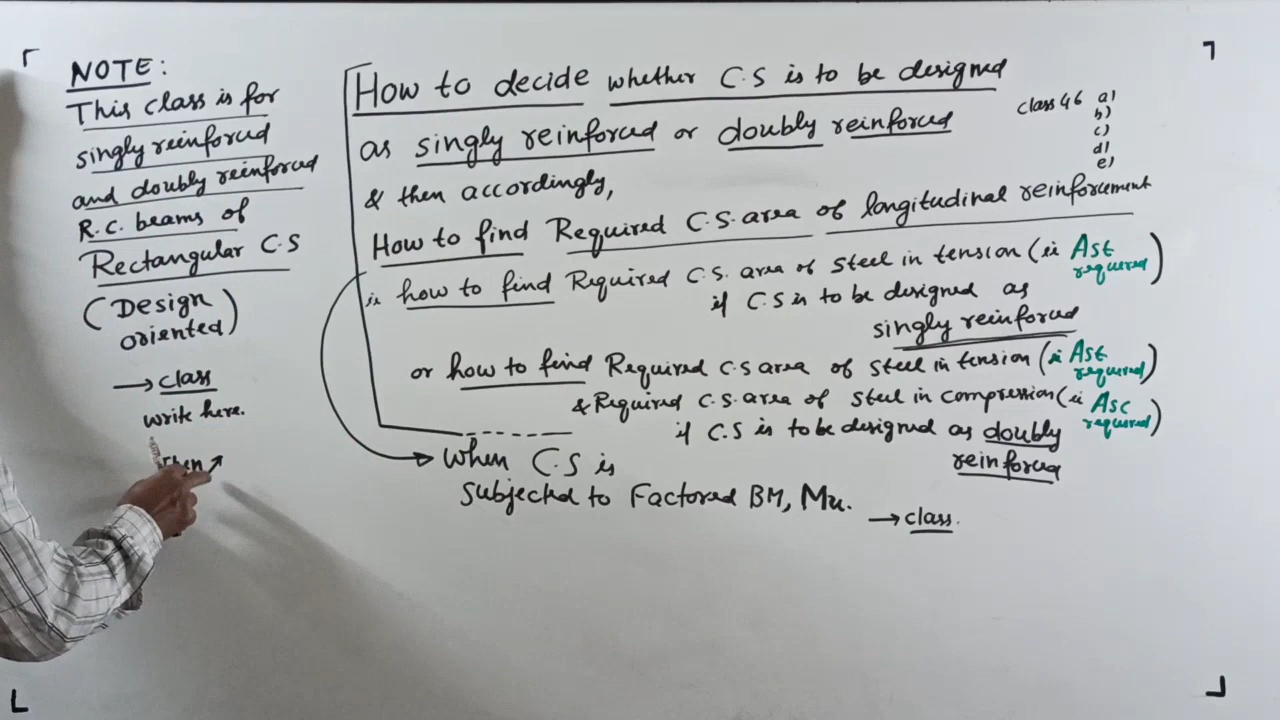 NOTE:
This class is for
singly reinforced
and doubly reinforced
R.C. beams of
Rectangular C.S
(Design
oriented)
→ class
write here.
then ↗
How to decide whether C.S is to be designed
as singly reinforced or doubly reinforced
& then accordingly,
How to find Required C.S. area of longitudinal reinforcement
ie how to find Required C.S. area of steel in tension (ie Ast required)
if C.S is to be designed as
singly reinforced
or how to find Required C.S area of steel in tension (ie Ast required)
& Required C.S. area of steel in compression (ie Asc required)
if C.S is to be designed as doubly
reinforced
When C.S is
subjected to Factored BM, Mu.
→ class.
class 46 a)
b)
c)
d)
e)